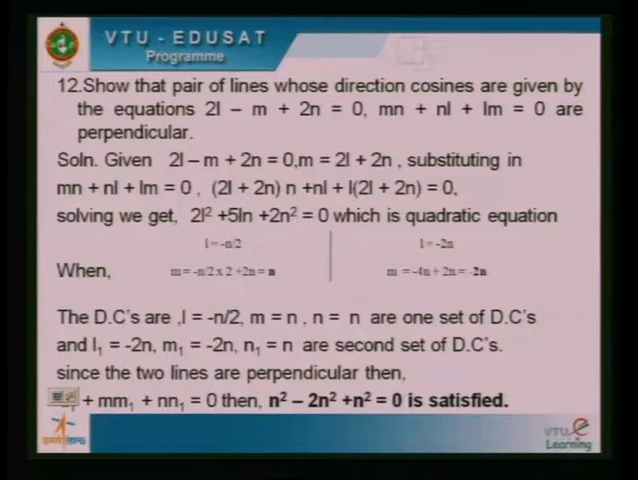 VTU - EDUSAT
Programme
12.Show that pair of lines whose direction cosines are given by
the equations 2l – m + 2n = 0, mn + nl + lm = 0 are
perpendicular.
Soln. Given 2l – m + 2n = 0,m = 2l + 2n , substituting in
mn + nl + lm = 0 , (2l + 2n) n +nl + l(2l + 2n) = 0,
solving we get, 2l² +5ln +2n² = 0 which is quadratic equation
l = -n/2 l = -2n
When, m = -n/2 x 2 +2n = n m = -4n + 2n = -2n
The D.C's are ,l = -n/2, m = n , n = n are one set of D.C's
and l₁ = -2n, m₁ = -2n, n₁ = n are second set of D.C's.
since the two lines are perpendicular then,
+ mm₁ + nn₁ = 0 then, n² – 2n² +n² = 0 is satisfied.
VTU e
Learning